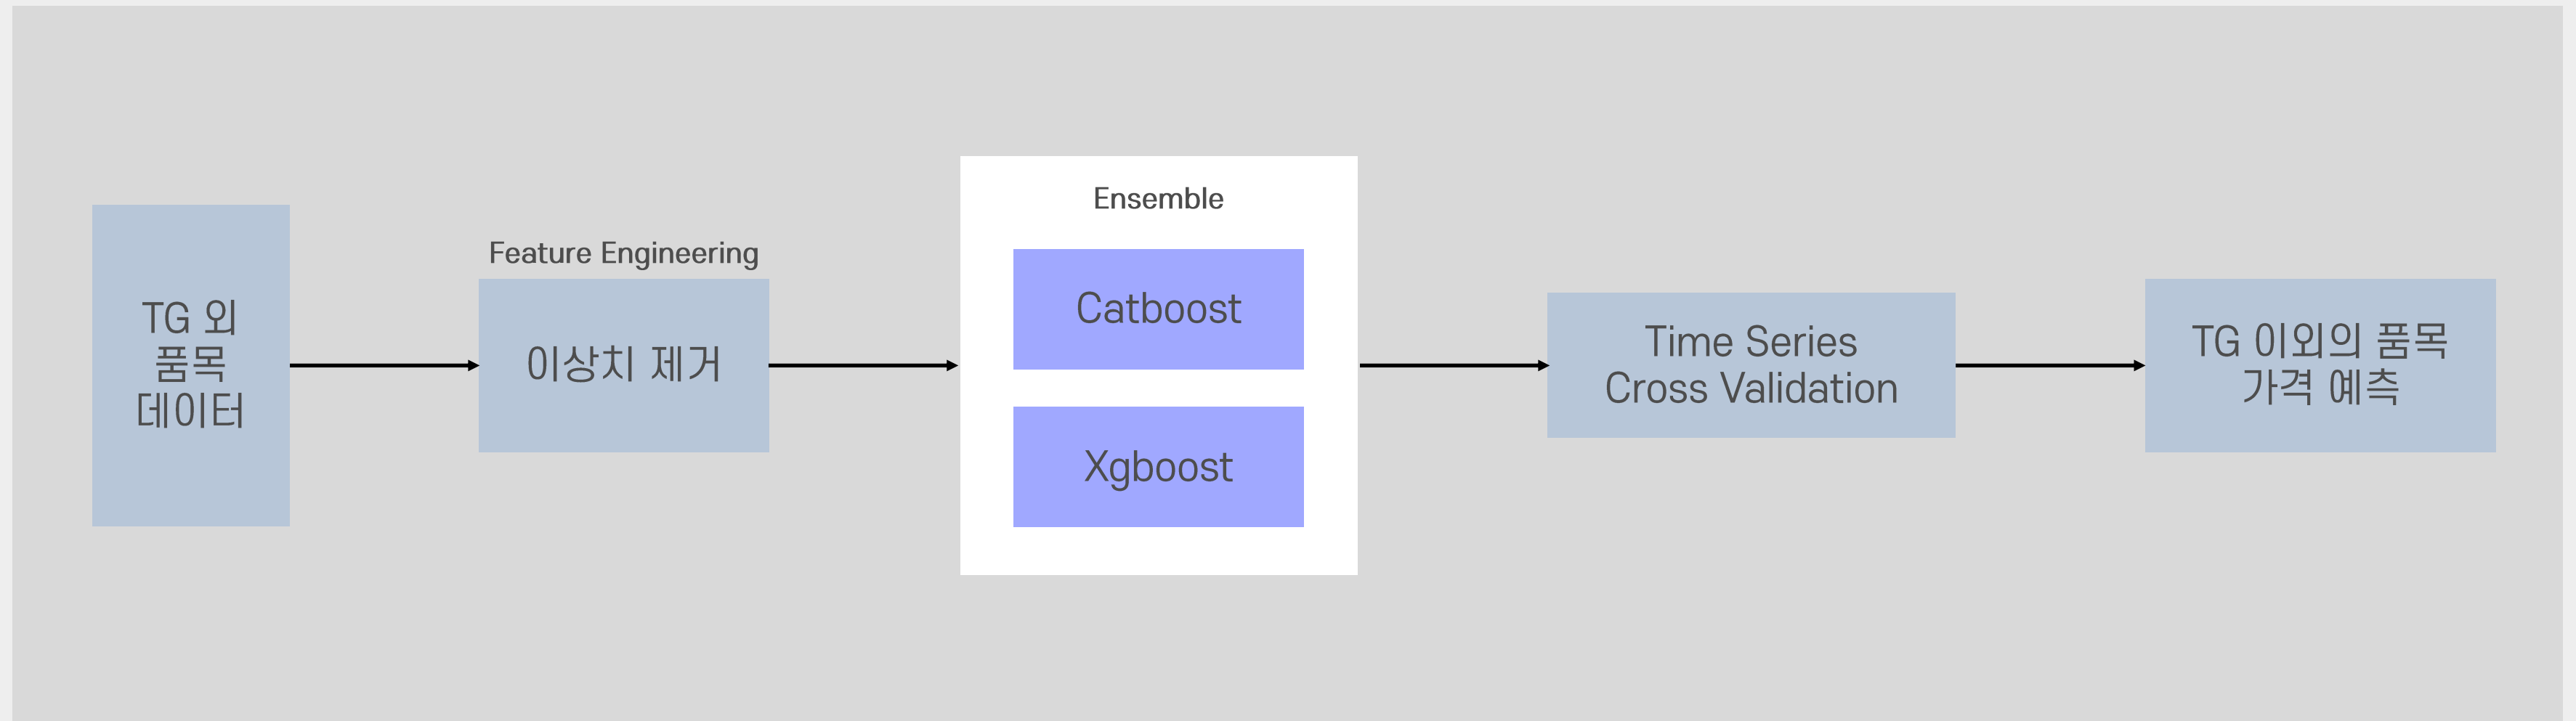 TG 외
품목
데이터
Feature Engineering
이상치 제거
Ensemble
Catboost
Xgboost
Time Series
Cross Validation
TG 이외의 품목
가격 예측